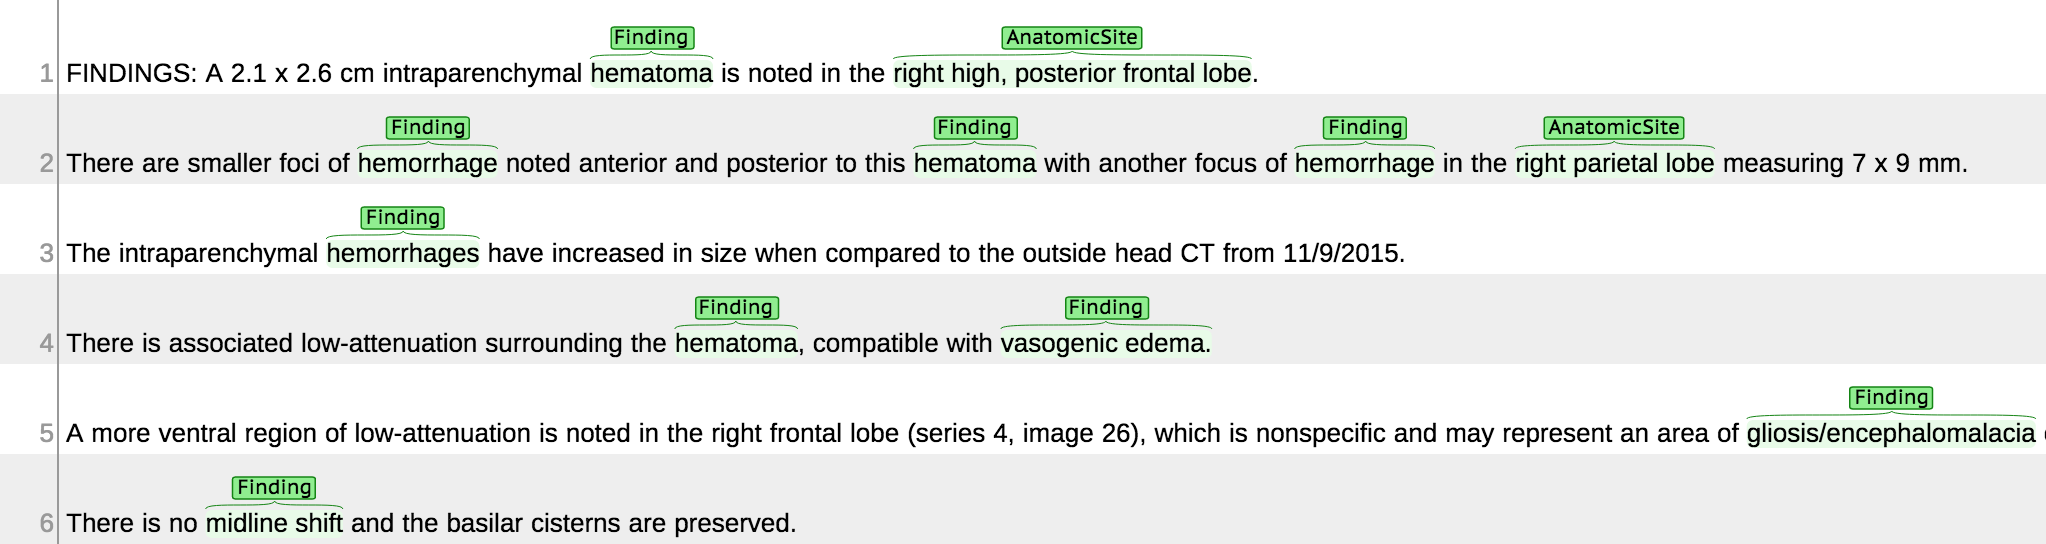 Finding AnatomicSite
1 FINDINGS: A 2.1 x 2.6 cm intraparenchymal hematoma is noted in the right high, posterior frontal lobe.
Finding Finding Finding AnatomicSite
2 There are smaller foci of hemorrhage noted anterior and posterior to this hematoma with another focus of hemorrhage in the right parietal lobe measuring 7 x 9 mm.
Finding
3 The intraparenchymal hemorrhages have increased in size when compared to the outside head CT from 11/9/2015.
Finding Finding
4 There is associated low-attenuation surrounding the hematoma, compatible with vasogenic edema.
Finding
5 A more ventral region of low-attenuation is noted in the right frontal lobe (series 4, image 26), which is nonspecific and may represent an area of gliosis/encephalomalacia
Finding
6 There is no midline shift and the basilar cisterns are preserved.